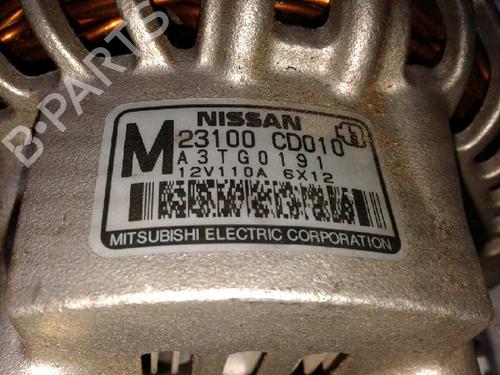 B-PARTS
NISSAN
M 23100 CD010
A3TG0191
12V110A 6X12
MITSUBISHI ELECTRIC CORPORATION